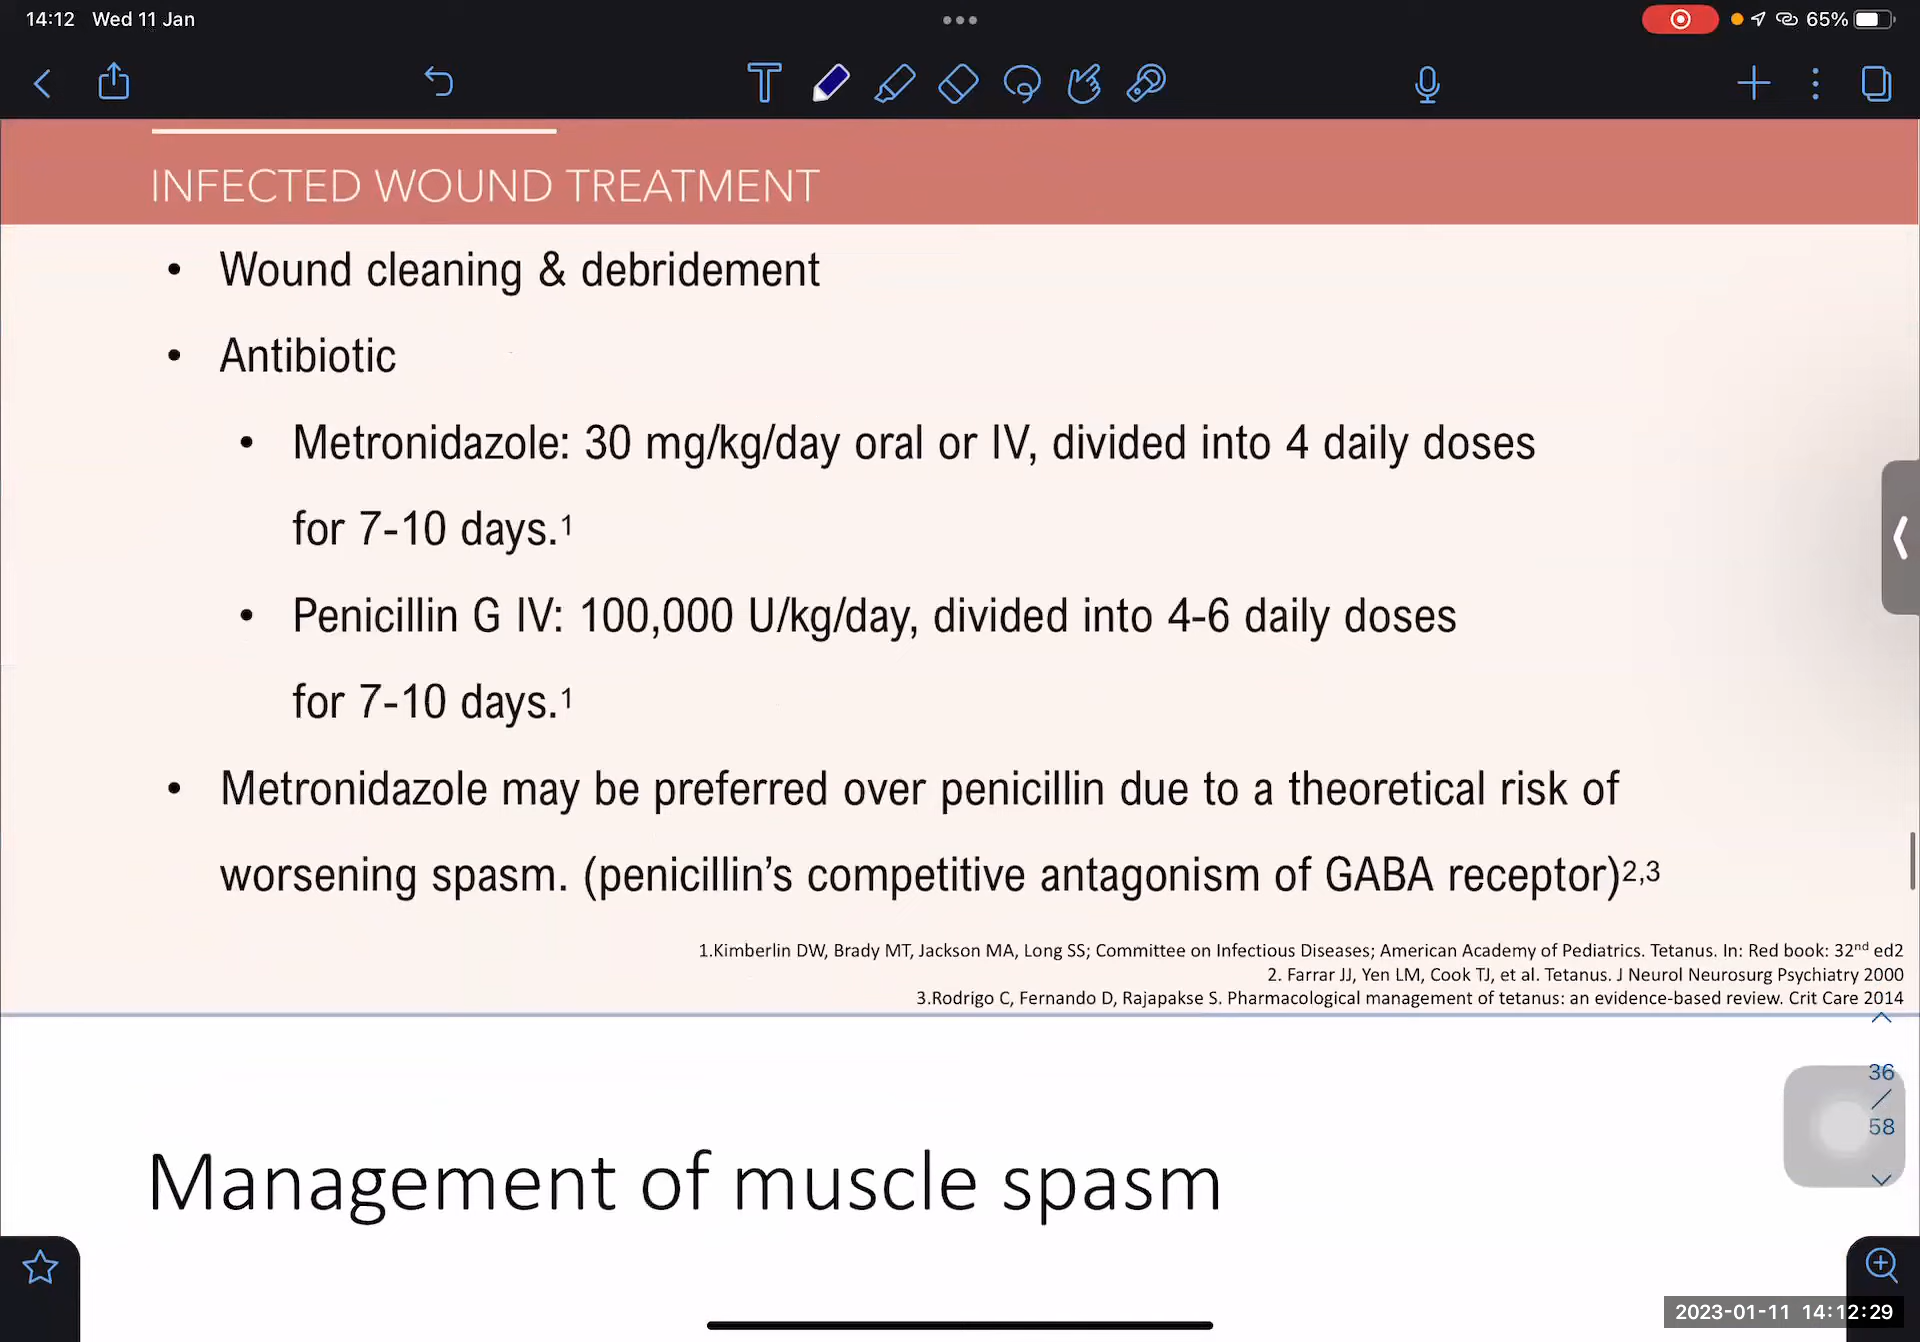 14:12 Wed 11 Jan
65%
INFECTED WOUND TREATMENT
• Wound cleaning & debridement
• Antibiotic
• Metronidazole: 30 mg/kg/day oral or IV, divided into 4 daily doses
for 7-10 days.1
• Penicillin G IV: 100,000 U/kg/day, divided into 4-6 daily doses
for 7-10 days.1
• Metronidazole may be preferred over penicillin due to a theoretical risk of
worsening spasm. (penicillin’s competitive antagonism of GABA receptor)2,3
1.Kimberlin DW, Brady MT, Jackson MA, Long SS; Committee on Infectious Diseases; American Academy of Pediatrics. Tetanus. In: Red book: 32nd ed2
2. Farrar JJ, Yen LM, Cook TJ, et al. Tetanus. J Neurol Neurosurg Psychiatry 2000
3.Rodrigo C, Fernando D, Rajapakse S. Pharmacological management of tetanus: an evidence-based review. Crit Care 2014
36
/
58
Management of muscle spasm
2023-01-11 14:12:29